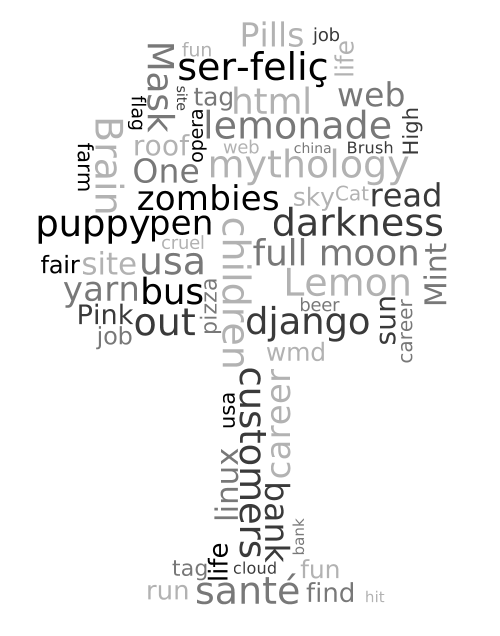 Pills
job
fun
life
Mask
ser-feliç
site
tag
html
web
flag
opera
lemonade
High
Brain
roof
web
china
Brush
farm
One
mythology
zombies
sky
Cat
read
puppy
pen
children
darkness
cruel
full moon
fair
site
usa
Mint
yarn
bus
pizza
Lemon
beer
Pink
out
django
sun
career
job
wmd
customers
career
usa
linux
bank
bank
life
tag
cloud
fun
run
santé
find
hit